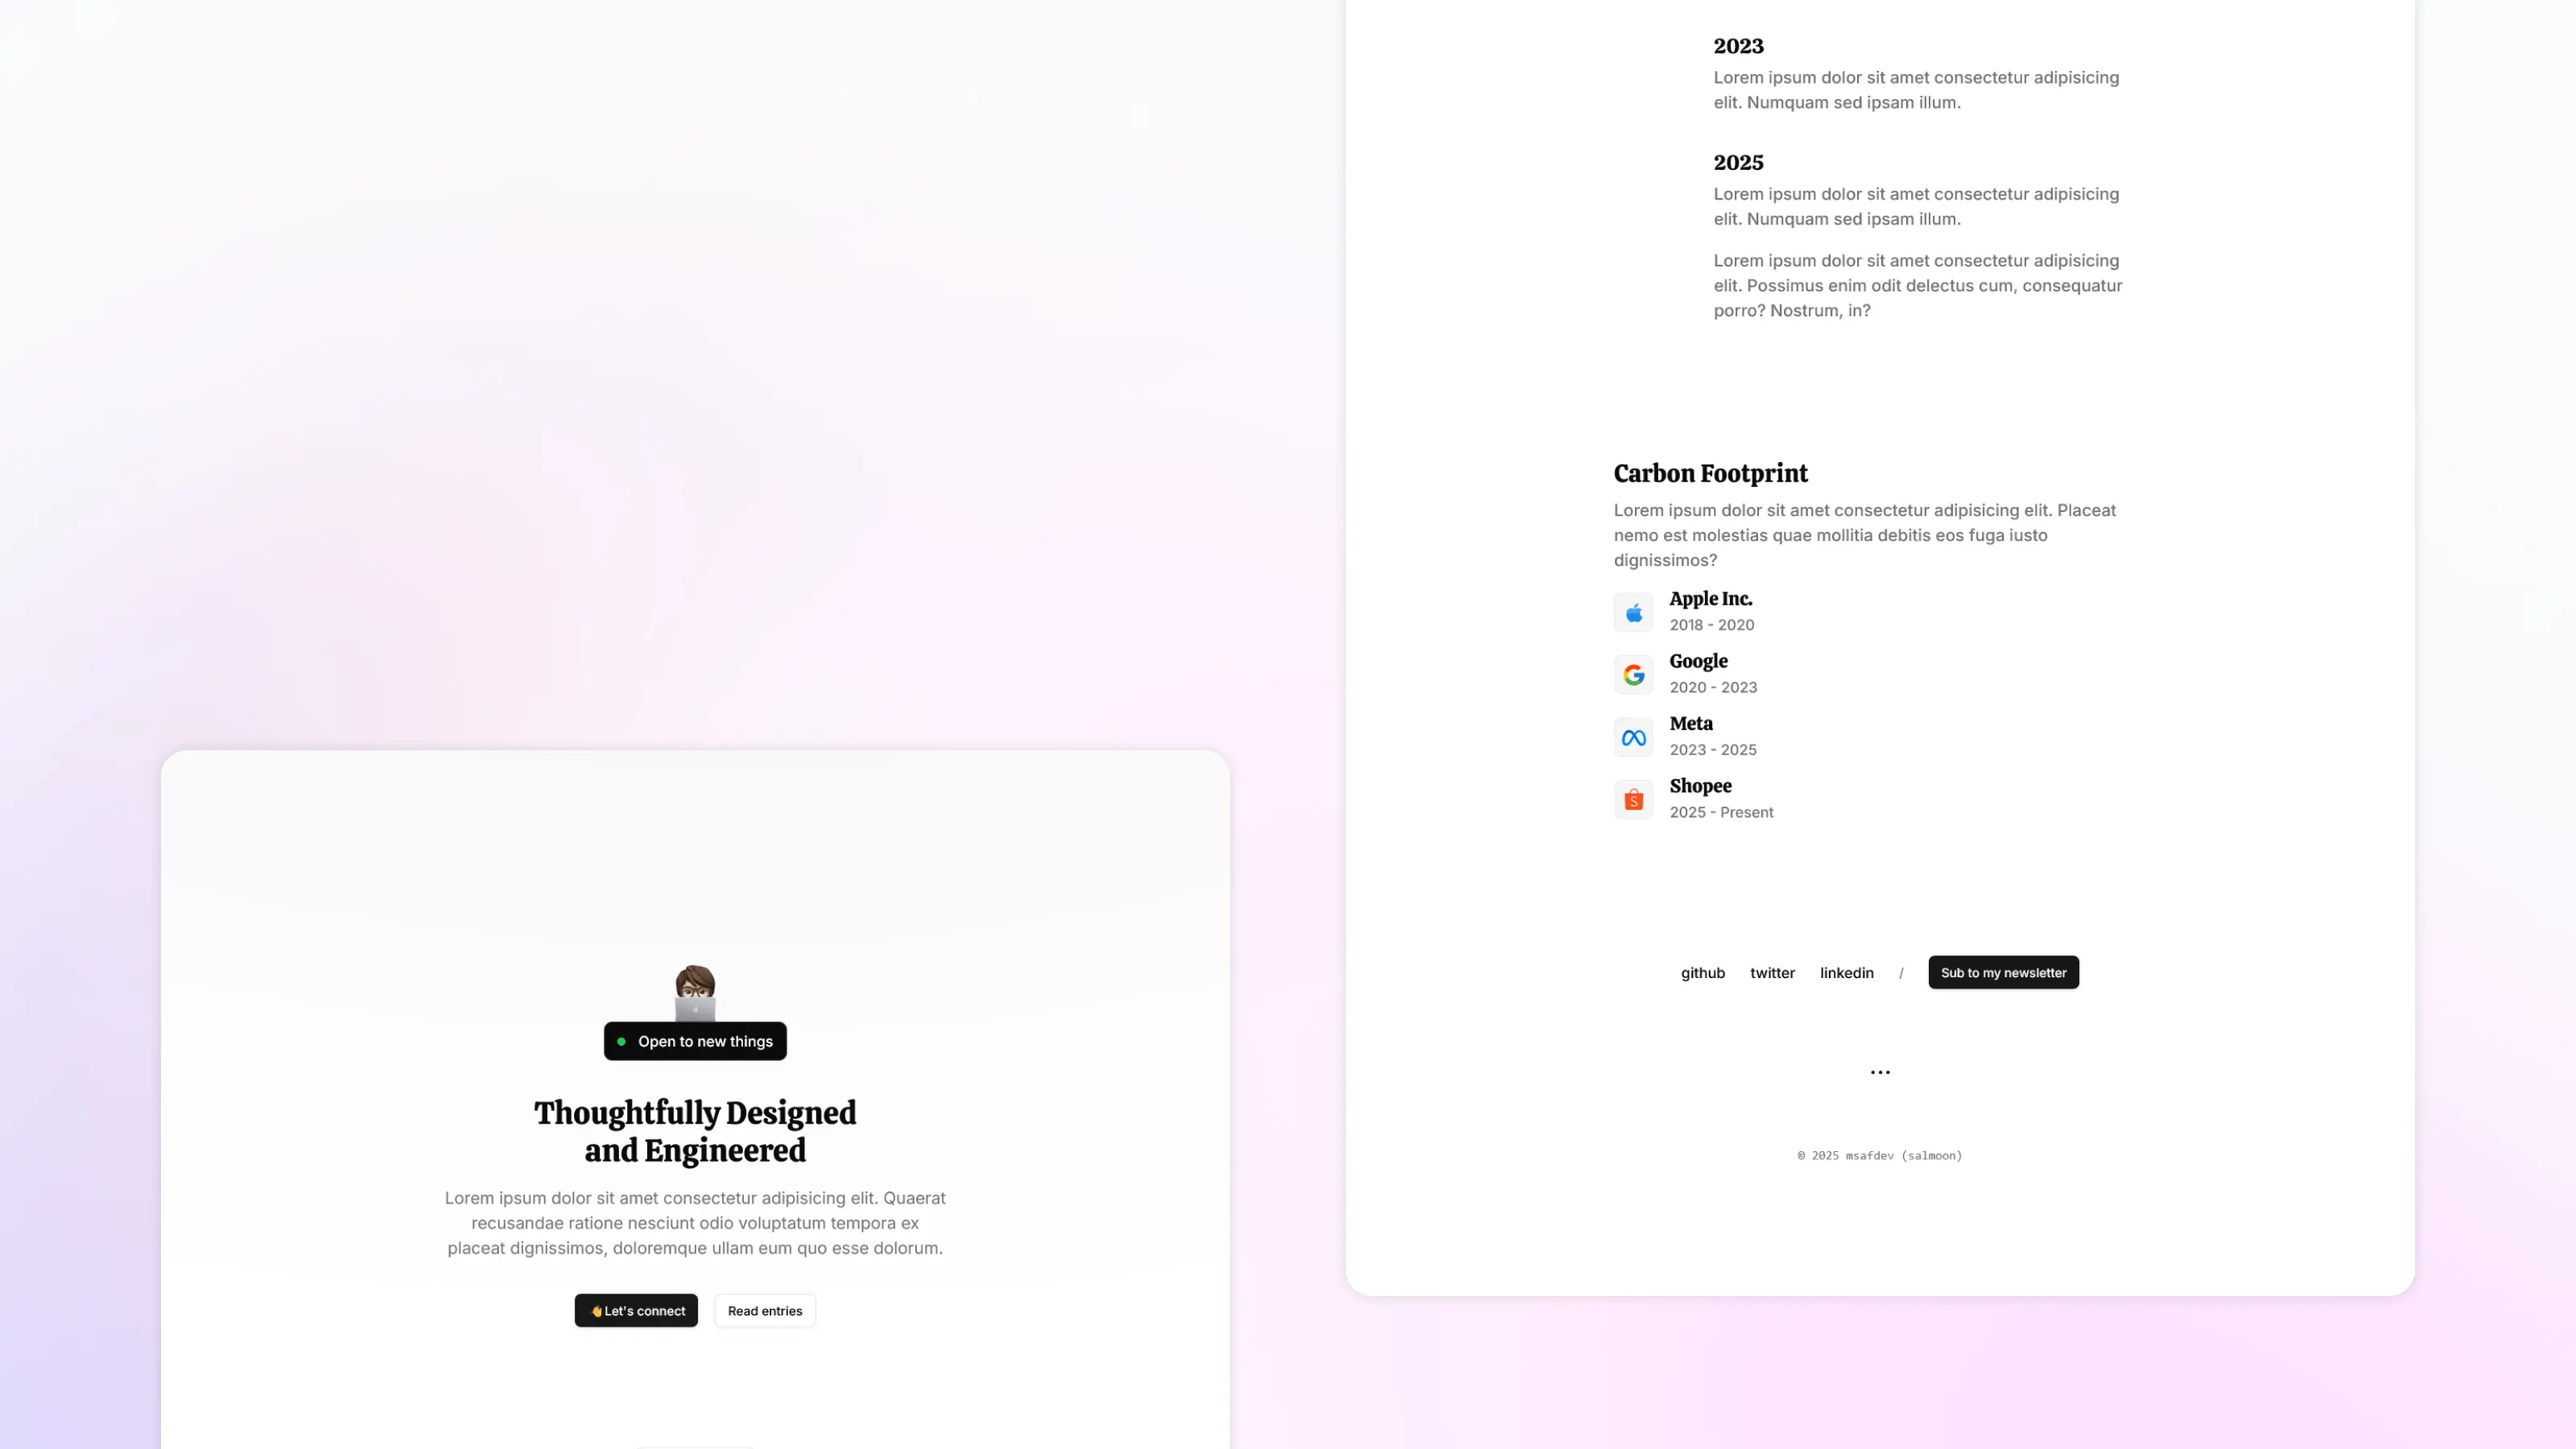 Open to new things
Thoughtfully Designed
and Engineered
Lorem ipsum dolor sit amet consectetur adipisicing elit. Quaerat
recusandae ratione nesciunt odio voluptatum tempora ex
placeat dignissimos, doloremque ullam eum quo esse dolorum.
👋Let's connect
Read entries
2023
Lorem ipsum dolor sit amet consectetur adipisicing
elit. Numquam sed ipsam illum.
2025
Lorem ipsum dolor sit amet consectetur adipisicing
elit. Numquam sed ipsam illum.
Lorem ipsum dolor sit amet consectetur adipisicing
elit. Possimus enim odit delectus cum, consequatur
porro? Nostrum, in?
Carbon Footprint
Lorem ipsum dolor sit amet consectetur adipisicing elit. Placeat
nemo est molestias quae mollitia debitis eos fuga iusto
dignissimos?
Apple Inc.
2018 - 2020
Google
2020 - 2023
Meta
2023 - 2025
Shopee
2025 - Present
github twitter linkedin / Sub to my newsletter
...
© 2025 msafdev (salmoon)